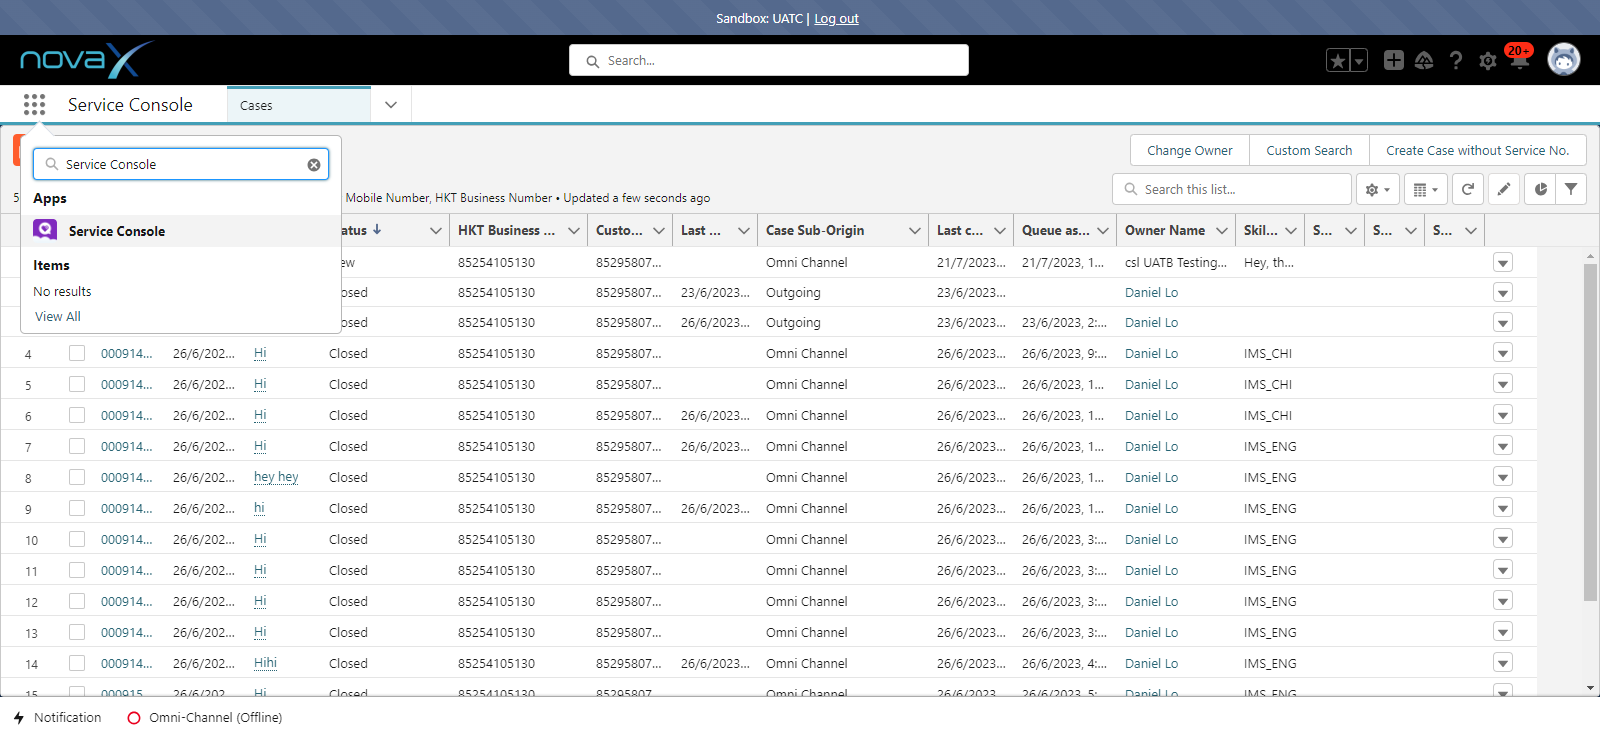 Sandbox: UATC | Log out
novaX
Search...
20+
Service Console
Cases
Service Console
Apps
Service Console
Items
No results
View All
Change Owner
Custom Search
Create Case without Service No.
5
Mobile Number, HKT Business Number • Updated a few seconds ago
Search this list...
atus HKT Business ... Custo... Last ... Case Sub-Origin Last c... Queue as... Owner Name Skil... S... S... S...
ew 85254105130 85295807... Omni Channel 21/7/2023... 21/7/2023, 1... csl UATB Testing... Hey, th...
osed 85254105130 85295807... 23/6/2023... Outgoing 23/6/2023... Daniel Lo
osed 85254105130 85295807... 26/6/2023... Outgoing 23/6/2023... 23/6/2023, 2:... Daniel Lo
4 000914... 26/6/202... Hi Closed 85254105130 85295807... Omni Channel 26/6/2023... 26/6/2023, 9:... Daniel Lo IMS_CHI
5 000914... 26/6/202... Hi Closed 85254105130 85295807... Omni Channel 26/6/2023... 26/6/2023, 1... Daniel Lo IMS_CHI
6 000914... 26/6/202... Hi Closed 85254105130 85295807... 26/6/2023... Omni Channel 26/6/2023... 26/6/2023, 1... Daniel Lo IMS_CHI
7 000914... 26/6/202... Hi Closed 85254105130 85295807... 26/6/2023... Omni Channel 26/6/2023... 26/6/2023, 1... Daniel Lo IMS_ENG
8 000914... 26/6/202... hey hey Closed 85254105130 85295807... Omni Channel 26/6/2023... 26/6/2023, 1... Daniel Lo IMS_ENG
9 000914... 26/6/202... hi Closed 85254105130 85295807... 26/6/2023... Omni Channel 26/6/2023... 26/6/2023, 1... Daniel Lo IMS_ENG
10 000914... 26/6/202... Hi Closed 85254105130 85295807... Omni Channel 26/6/2023... 26/6/2023, 3:... Daniel Lo IMS_ENG
11 000914... 26/6/202... Hi Closed 85254105130 85295807... Omni Channel 26/6/2023... 26/6/2023, 3:... Daniel Lo IMS_ENG
12 000914... 26/6/202... Hi Closed 85254105130 85295807... Omni Channel 26/6/2023... 26/6/2023, 3:... Daniel Lo IMS_ENG
13 000914... 26/6/202... Hi Closed 85254105130 85295807... Omni Channel 26/6/2023... 26/6/2023, 3:... Daniel Lo IMS_ENG
14 000914... 26/6/202... Hihi Closed 85254105130 85295807... 26/6/2023... Omni Channel 26/6/2023... 26/6/2023, 4:... Daniel Lo IMS_ENG
15 000915... 26/6/202... Hi Closed 85254105130 85295807... Omni Channel 26/6/2023... 26/6/2023, 5:... Daniel Lo IMS_ENG
Notification
Omni-Channel (Offline)